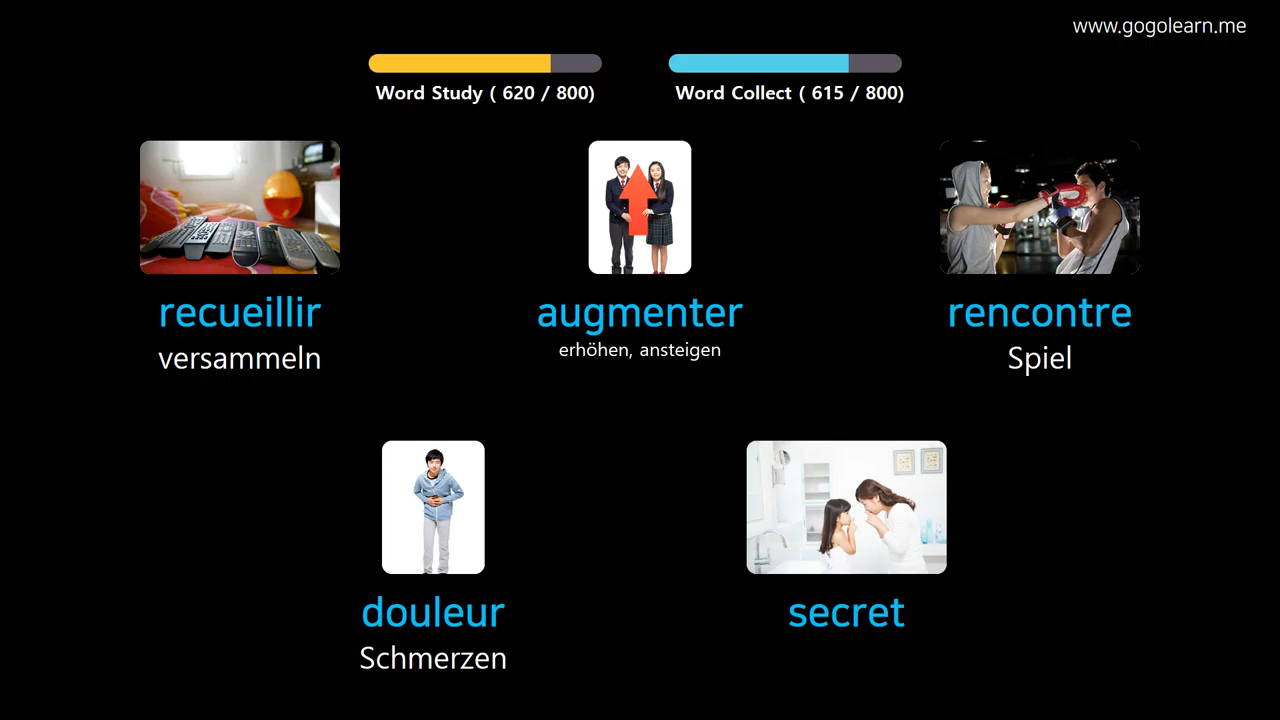 www.gogolearn.me
Word Study ( 620 / 800)
Word Collect ( 615 / 800)
recueillir
versammeln
augmenter
erhöhen, ansteigen
rencontre
Spiel
douleur
Schmerzen
secret